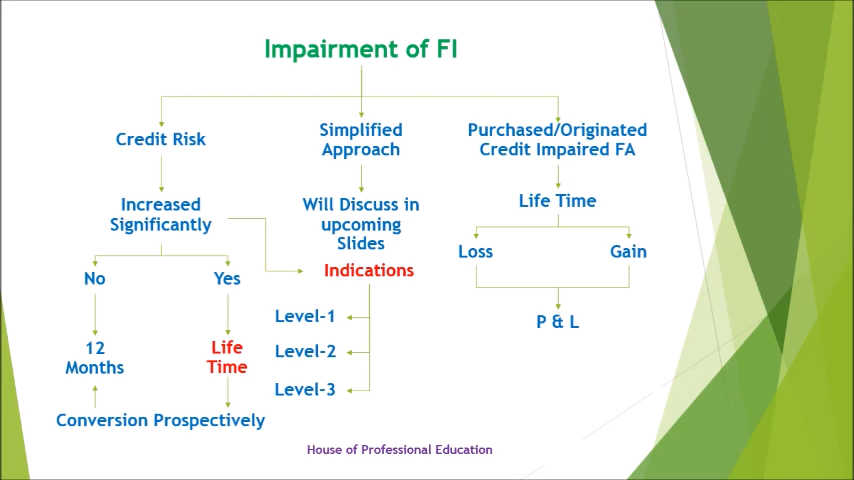 Impairment of FI
Credit Risk
Simplified
Approach
Purchased/Originated
Credit Impaired FA
Increased
Significantly
Will Discuss in
upcoming
Slides
Life Time
Loss
Gain
No
Yes
Indications
Level-1
P & L
12
Months
Life
Time
Level-2
Level-3
Conversion Prospectively
House of Professional Education